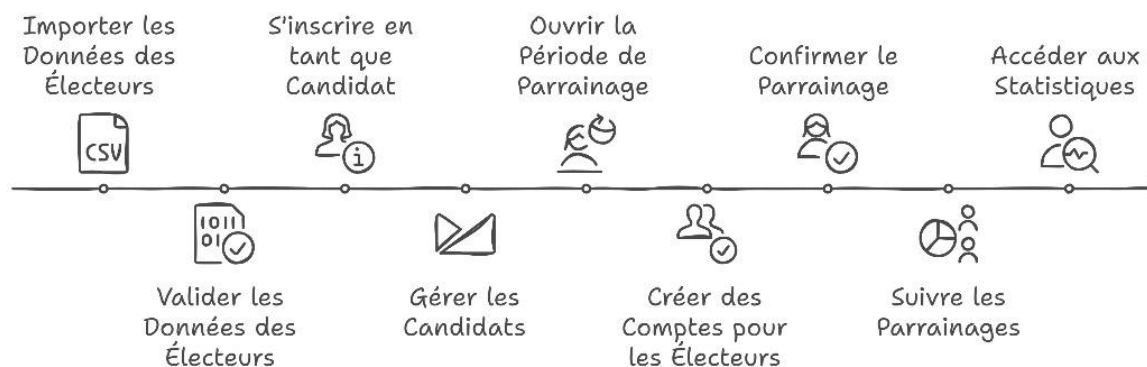 Importer les
Données des
Électeurs
CSV
S'inscrire en
tant que
Candidat
i
Ouvrir la
Période de
Parrainage
Confirmer le
Parrainage
Accéder aux
Statistiques
1011
01
Valider les
Données des
Électeurs
Gérer les
Candidats
Créer des
Comptes pour
les Électeurs
Suivre les
Parrainages